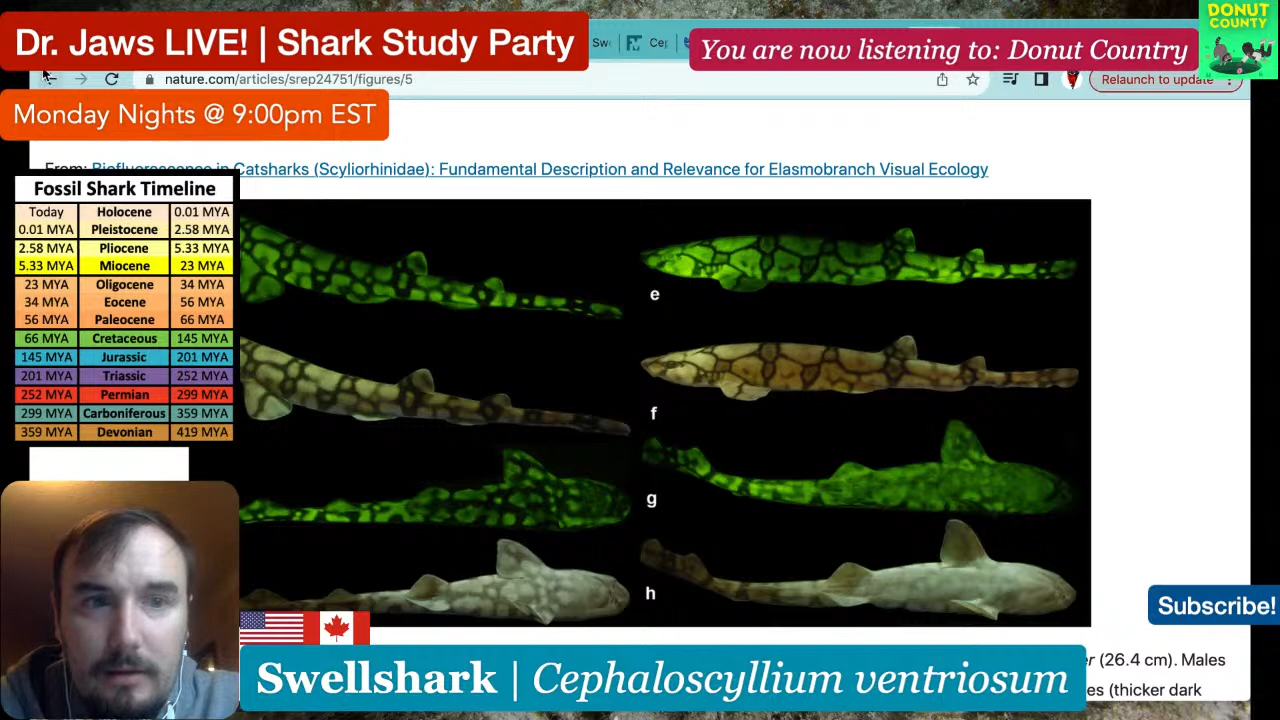 Dr. Jaws LIVE! | Shark Study Party
Swe
Cep
You are now listening to: Donut Country
DONUT
COUNTY
nature.com/articles/srep24751/figures/5
Relaunch to update
Monday Nights @ 9:00pm EST
From: Biofluorescence in Catsharks (Scyliorhinidae): Fundamental Description and Relevance for Elasmobranch Visual Ecology
Fossil Shark Timeline
Today Holocene 0.01 MYA
0.01 MYA Pleistocene 2.58 MYA
2.58 MYA Pliocene 5.33 MYA
5.33 MYA Miocene 23 MYA
23 MYA Oligocene 34 MYA
34 MYA Eocene 56 MYA
56 MYA Paleocene 66 MYA
66 MYA Cretaceous 145 MYA
145 MYA Jurassic 201 MYA
201 MYA Triassic 252 MYA
252 MYA Permian 299 MYA
299 MYA Carboniferous 359 MYA
359 MYA Devonian 419 MYA
e
f
g
h
Subscribe!
Swellshark | Cephaloscyllium ventriosum
er (26.4 cm). Males
es (thicker dark